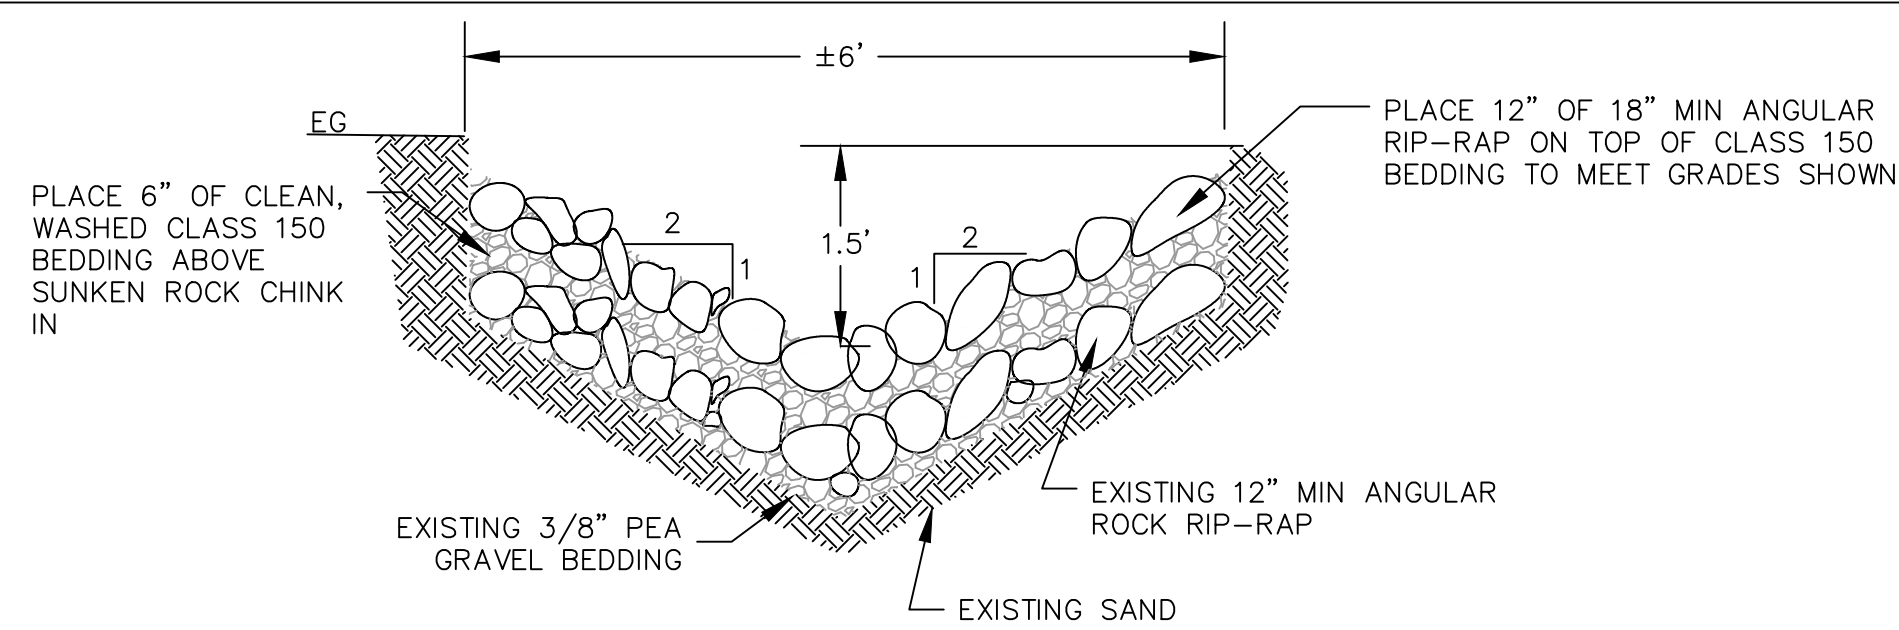 ±6’
EG
PLACE 12” OF 18” MIN ANGULAR
RIP-RAP ON TOP OF CLASS 150
BEDDING TO MEET GRADES SHOWN
PLACE 6” OF CLEAN,
WASHED CLASS 150
BEDDING ABOVE
SUNKEN ROCK CHINK
IN
2
1
1.5’
2
1
EXISTING 12” MIN ANGULAR
ROCK RIP-RAP
EXISTING 3/8” PEA
GRAVEL BEDDING
EXISTING SAND